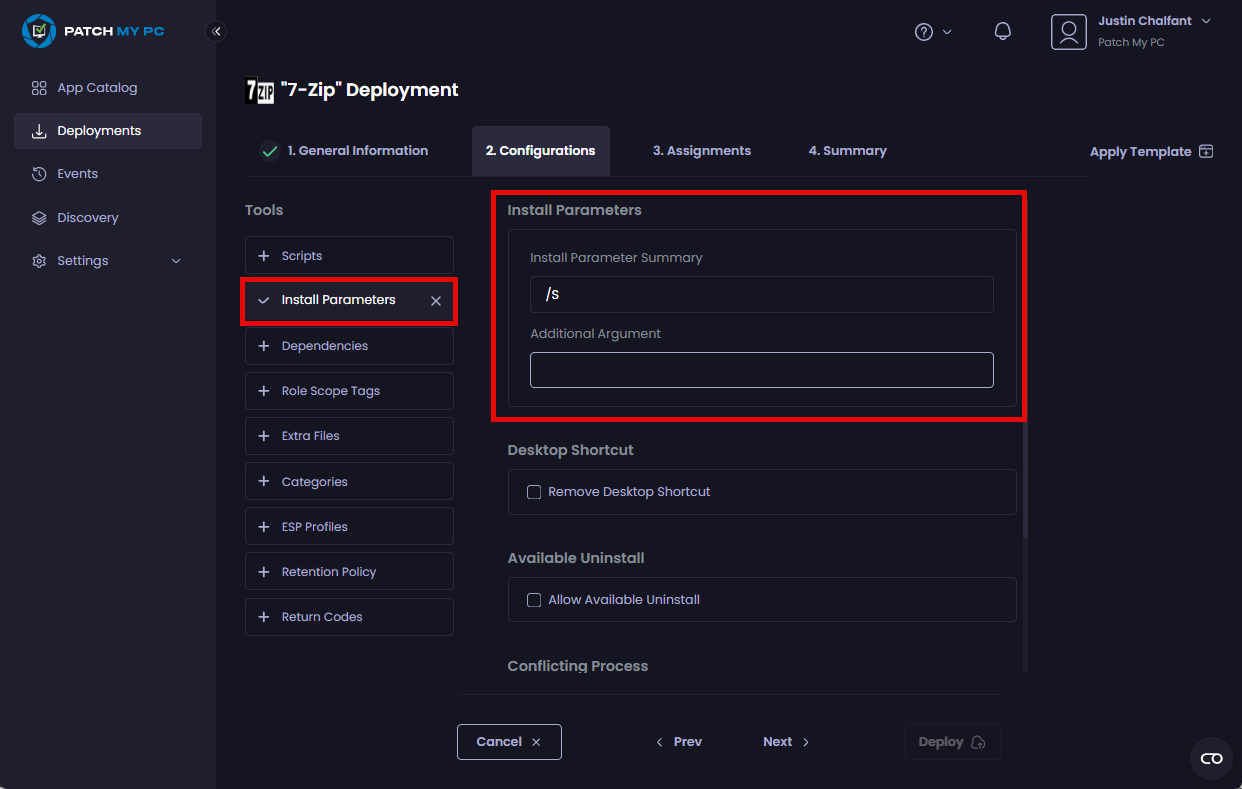 PATCH MY PC
Justin Chalfant
Patch My PC
App Catalog
Deployments
Events
Discovery
Settings
7ZIP "7-Zip" Deployment
1. General Information
2. Configurations
3. Assignments
4. Summary
Apply Template
Tools
Scripts
Install Parameters
Dependencies
Role Scope Tags
Extra Files
Categories
ESP Profiles
Retention Policy
Return Codes
Install Parameters
Install Parameter Summary
/S
Additional Argument
Desktop Shortcut
Remove Desktop Shortcut
Available Uninstall
Allow Available Uninstall
Conflicting Process
Cancel
Prev
Next
Deploy